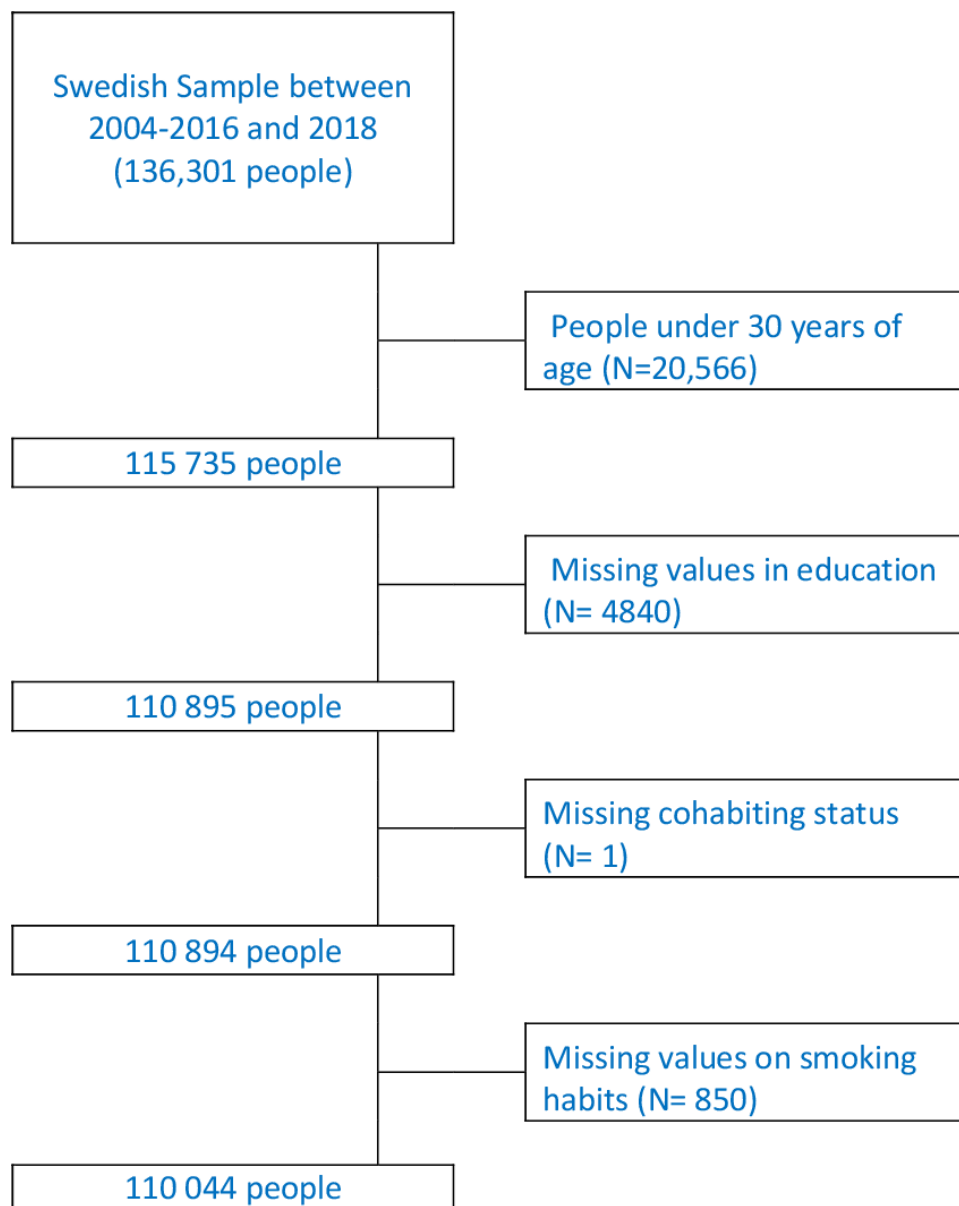 Swedish Sample between
2004-2016 and 2018
(136,301 people)
People under 30 years of
age (N=20,566)
115 735 people
Missing values in education
(N= 4840)
110 895 people
Missing cohabiting status
(N= 1)
110 894 people
Missing values on smoking
habits (N= 850)
110 044 people